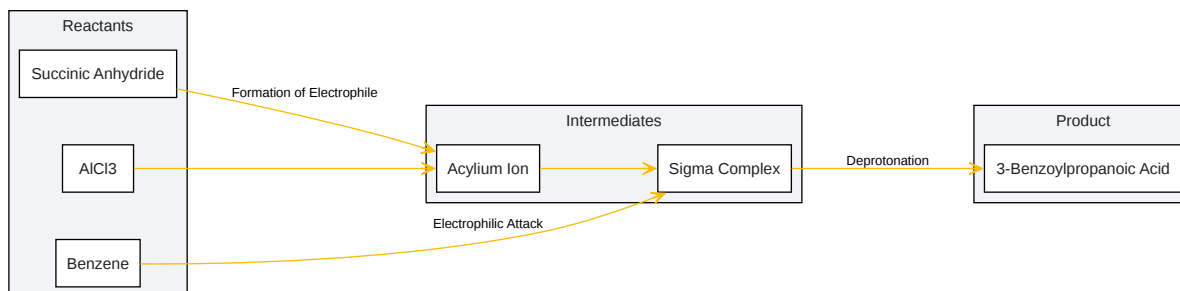 Reactants
Succinic Anhydride
AlCl3
Benzene
Formation of Electrophile
Electrophilic Attack
Intermediates
Acylium Ion
Sigma Complex
Deprotonation
Product
3-Benzoylpropanoic Acid